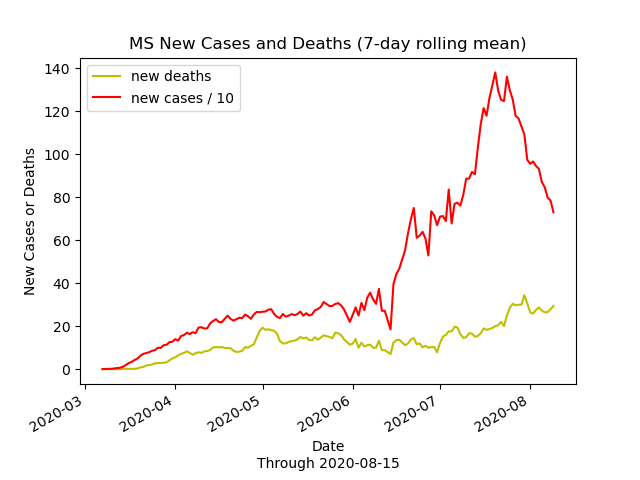 MS New Cases and Deaths (7-day rolling mean)
new deaths
new cases / 10
New Cases or Deaths
140
120
100
80
60
40
20
0
2020-03
2020-04
2020-05
2020-06
2020-07
2020-08
Date
Through 2020-08-15